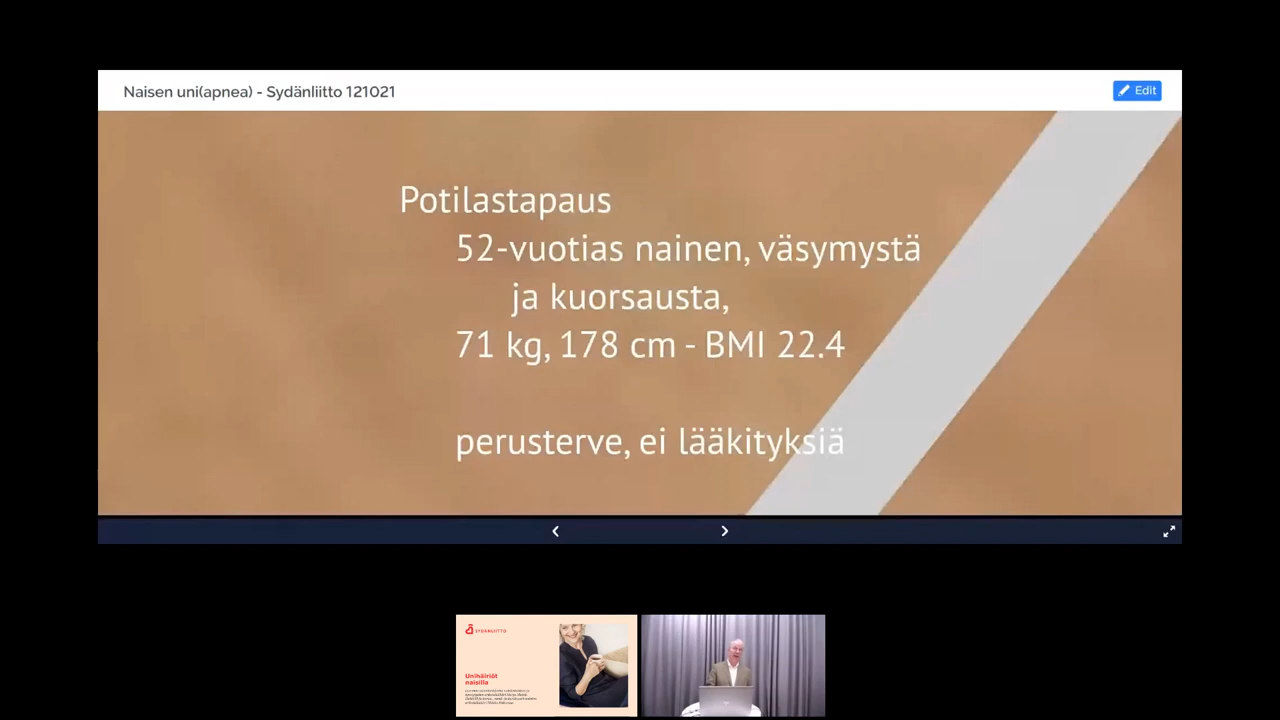 Naisen uni(apnea) - Sydänliitto 121021
Edit
Potilastapaus
52-vuotias nainen, väsymystä
ja kuorsausta,
71 kg, 178 cm - BMI 22.4
perusterve, ei lääkityksiä
SYDÄNLIITTO
Unihäiriöt
naisilla